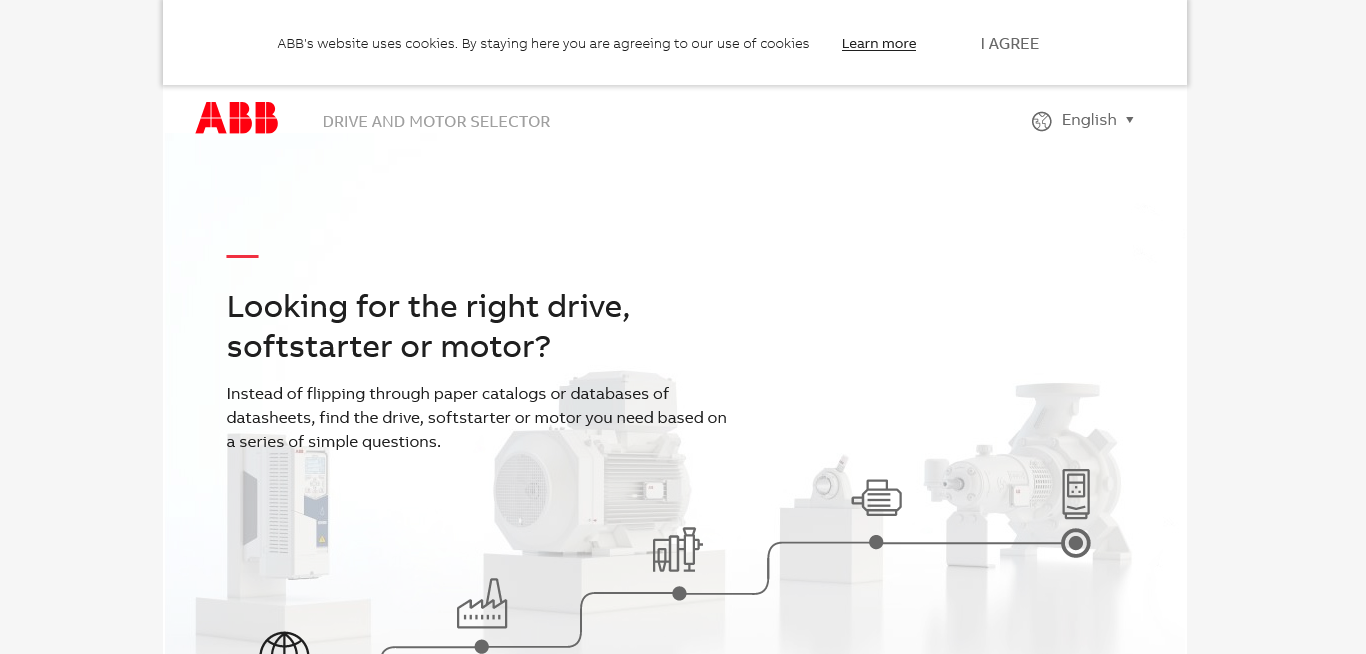 ABB's website uses cookies. By staying here you are agreeing to our use of cookies Learn more I AGREE
ABB DRIVE AND MOTOR SELECTOR English
Looking for the right drive,
softstarter or motor?
Instead of flipping through paper catalogs or databases of
datasheets, find the drive, softstarter or motor you need based on
a series of simple questions.